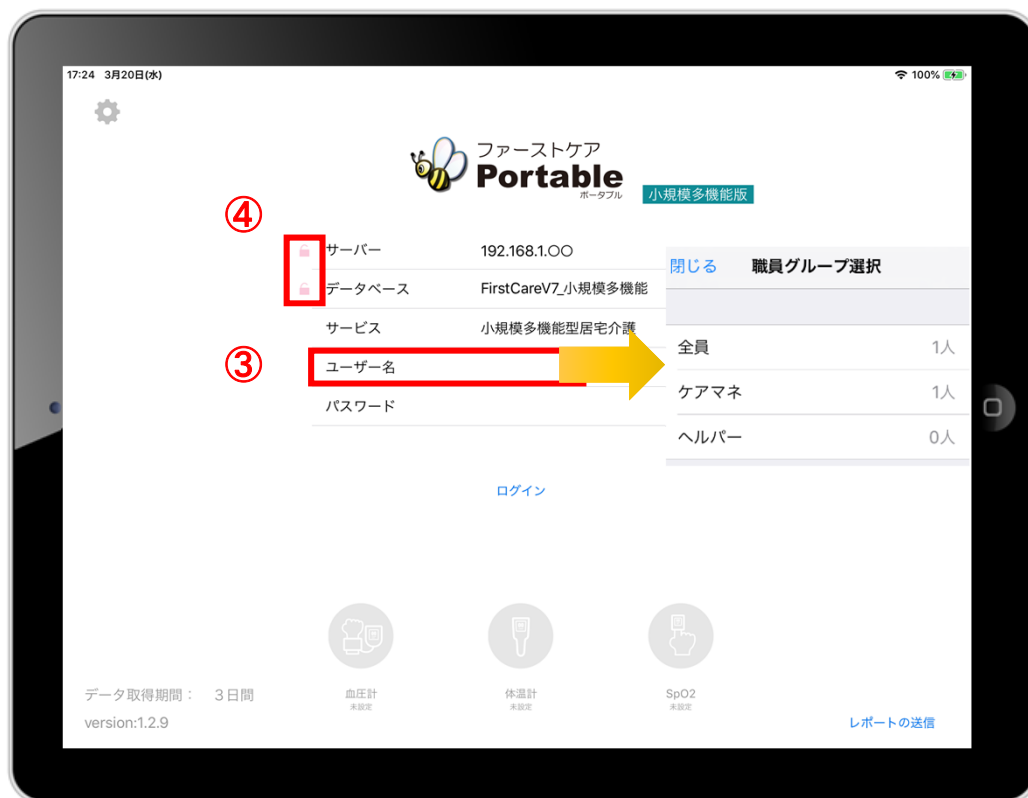 17:24 3月20日(水)
100%
ファーストケア
Portable
ポータブル
小規模多機能版
④
サーバー 192.168.1.〇〇
データベース FirstCareV7_小規模多機能
サービス 小規模多機能型居宅介護
③
ユーザー名
パスワード
閉じる 職員グループ選択
全員 1人
ケアマネ 1人
ヘルパー 0人
ログイン
血圧計
未設定
体温計
未設定
SpO2
未設定
データ取得期間： ３日間
version:1.2.9
レポートの送信